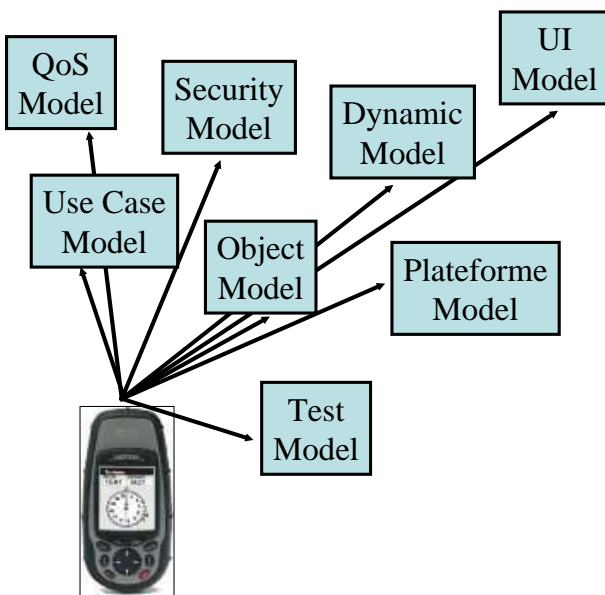 UI
Model
QoS
Model
Security
Model
Dynamic
Model
Use Case
Model
Object
Model
Plateforme
Model
Test
Model